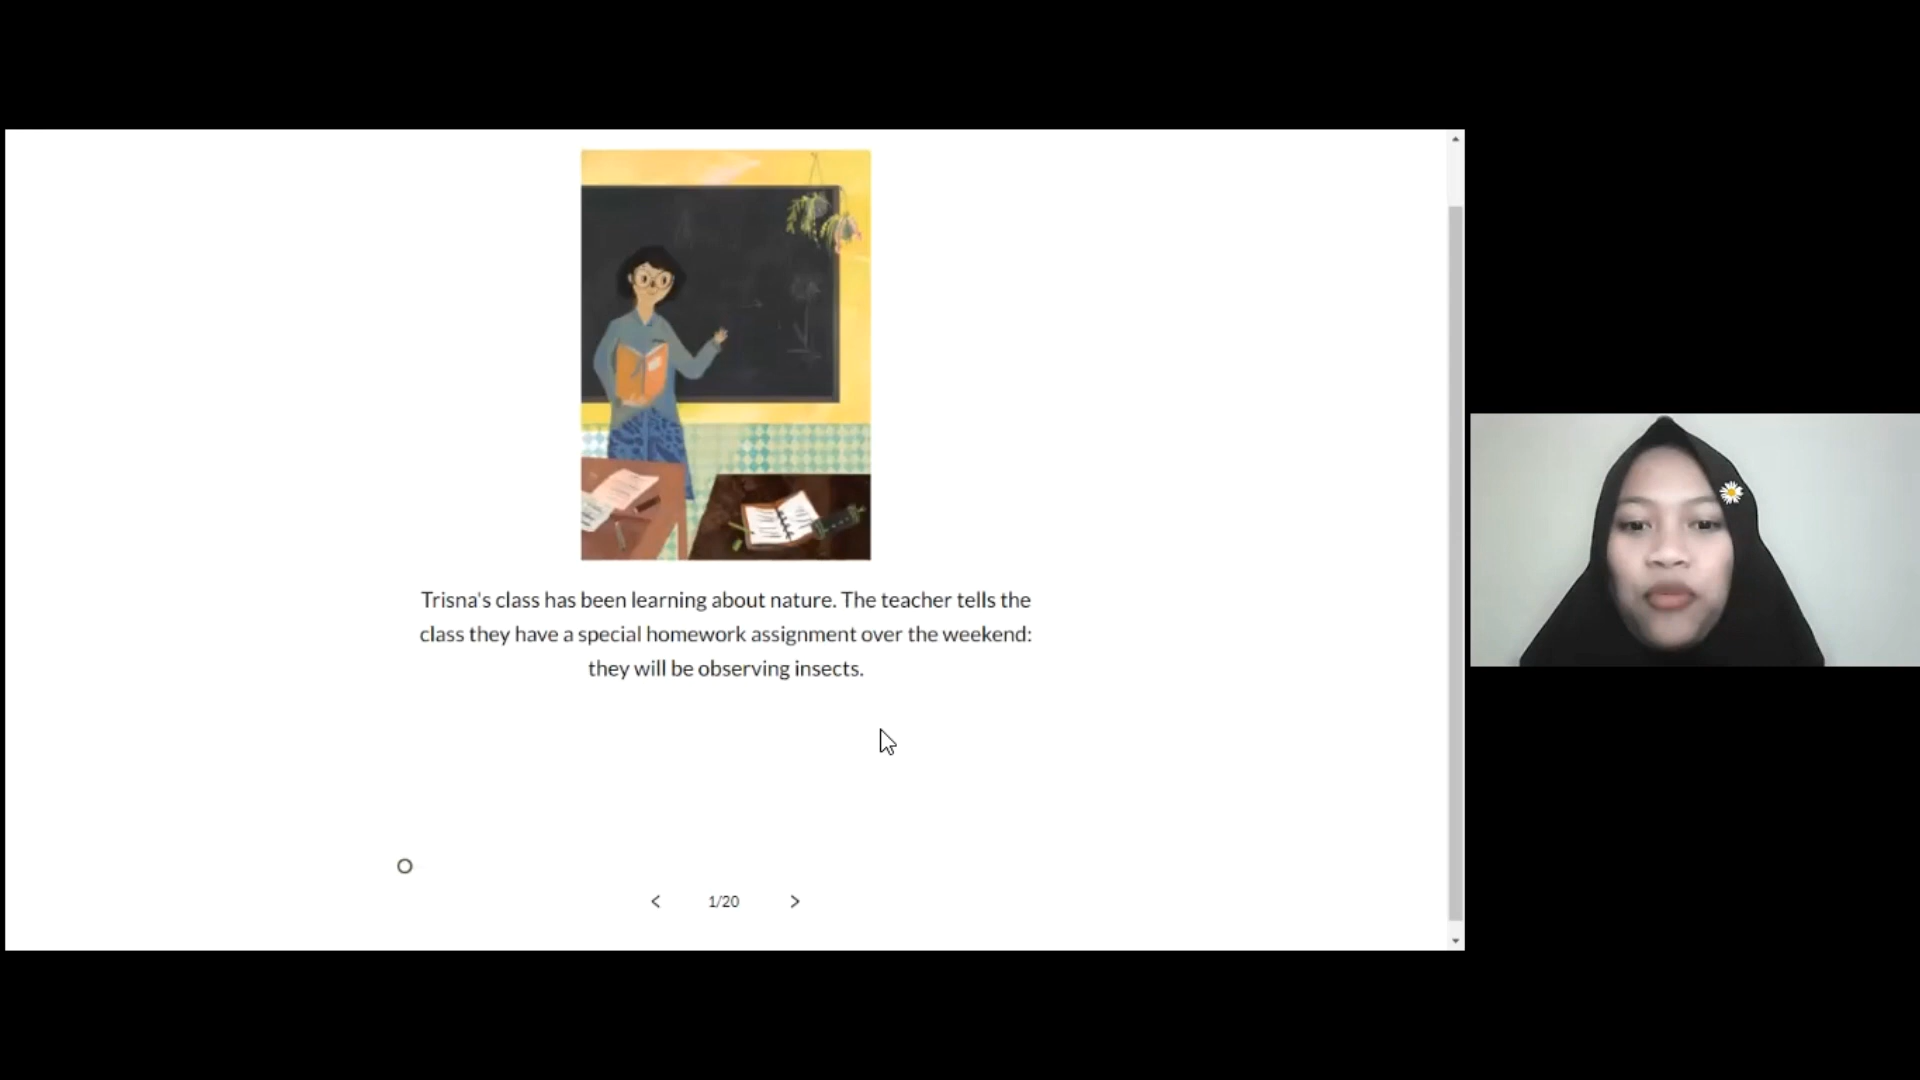 Trisna's class has been learning about nature. The teacher tells the
class they have a special homework assignment over the weekend:
they will be observing insects.
1/20